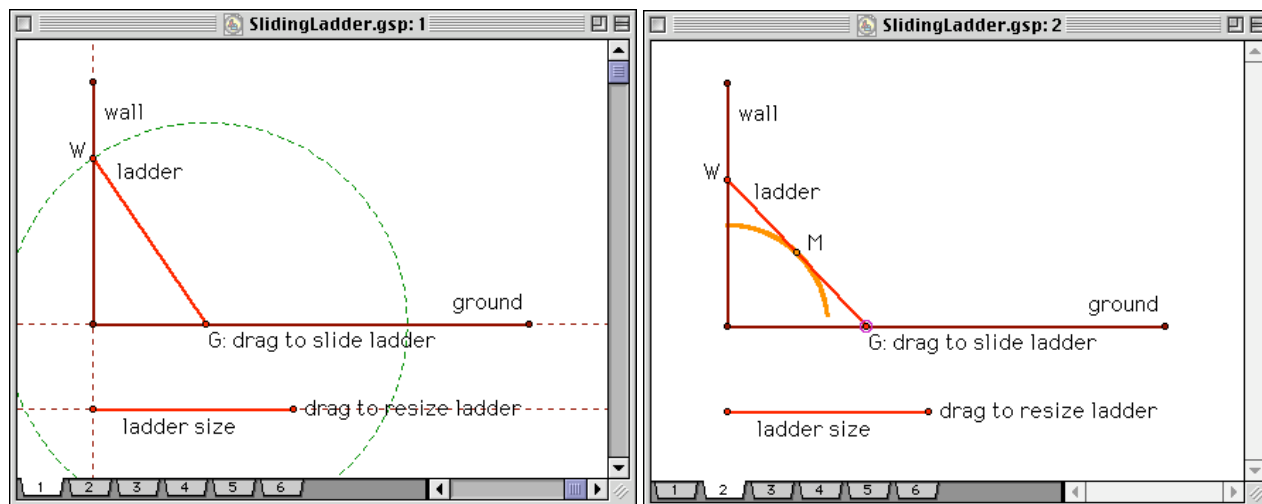 SlidingLadder.gsp: 1
wall
W
ladder
ground
G: drag to slide ladder
drag to resize ladder
ladder size
1 2 3 4 5 6
SlidingLadder.gsp: 2
wall
W
ladder
M
ground
G: drag to slide ladder
drag to resize ladder
ladder size
1 2 3 4 5 6